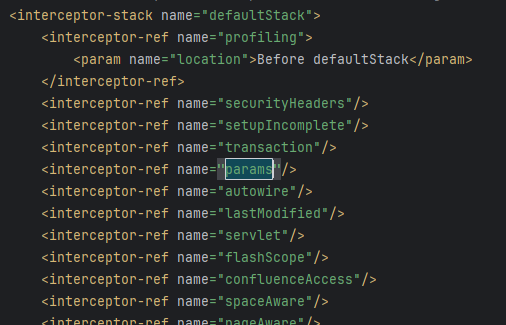 <interceptor-stack name="defaultStack">
<interceptor-ref name="profiling">
<param name="location">Before defaultStack</param>
</interceptor-ref>
<interceptor-ref name="securityHeaders"/>
<interceptor-ref name="setupIncomplete"/>
<interceptor-ref name="transaction"/>
<interceptor-ref name="params"/>
<interceptor-ref name="autowire"/>
<interceptor-ref name="lastModified"/>
<interceptor-ref name="servlet"/>
<interceptor-ref name="flashScope"/>
<interceptor-ref name="confluenceAccess"/>
<interceptor-ref name="spaceAware"/>
<interceptor-ref name="pageAware"/>